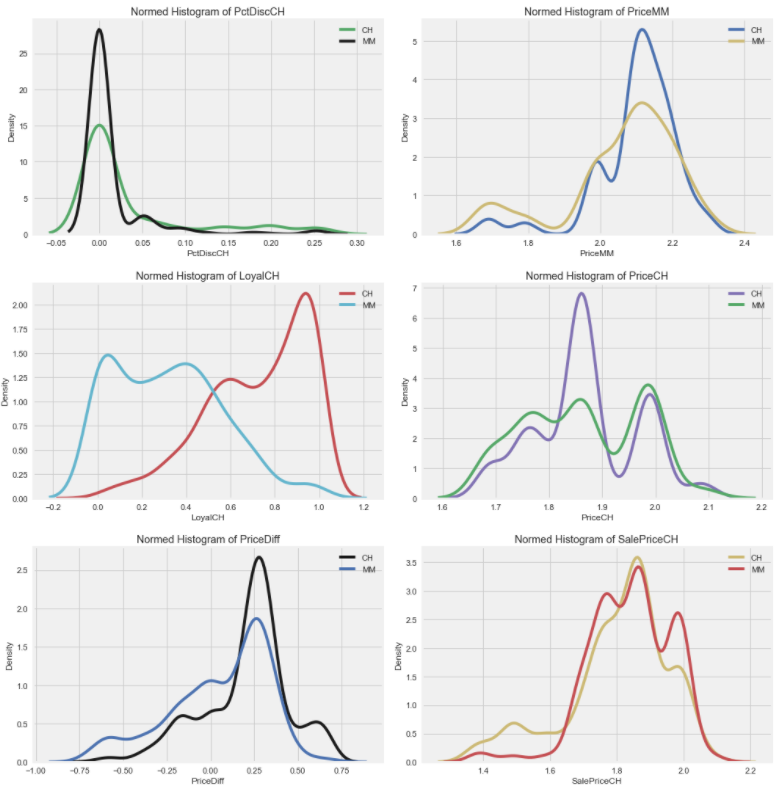 Normed Histogram of PctDiscCH
CH
MM
25
20
15
10
5
0
Density
−0.05 0.00 0.05 0.10 0.15 0.20 0.25 0.30
PctDiscCH
Normed Histogram of PriceMM
CH
MM
5
4
3
2
1
0
Density
1.6 1.8 2.0 2.2 2.4
PriceMM
Normed Histogram of LoyalCH
CH
MM
2.00
1.75
1.50
1.25
1.00
0.75
0.50
0.25
0.00
Density
−0.2 0.0 0.2 0.4 0.6 0.8 1.0 1.2
LoyalCH
Normed Histogram of PriceCH
CH
MM
7
6
5
4
3
2
1
0
Density
1.6 1.7 1.8 1.9 2.0 2.1 2.2
PriceCH
Normed Histogram of PriceDiff
CH
MM
2.5
2.0
1.5
1.0
0.5
0.0
Density
−1.00 −0.75 −0.50 −0.25 0.00 0.25 0.50 0.75
PriceDiff
Normed Histogram of SalePriceCH
CH
MM
3.5
3.0
2.5
2.0
1.5
1.0
0.5
0.0
Density
1.4 1.6 1.8 2.0 2.2
SalePriceCH